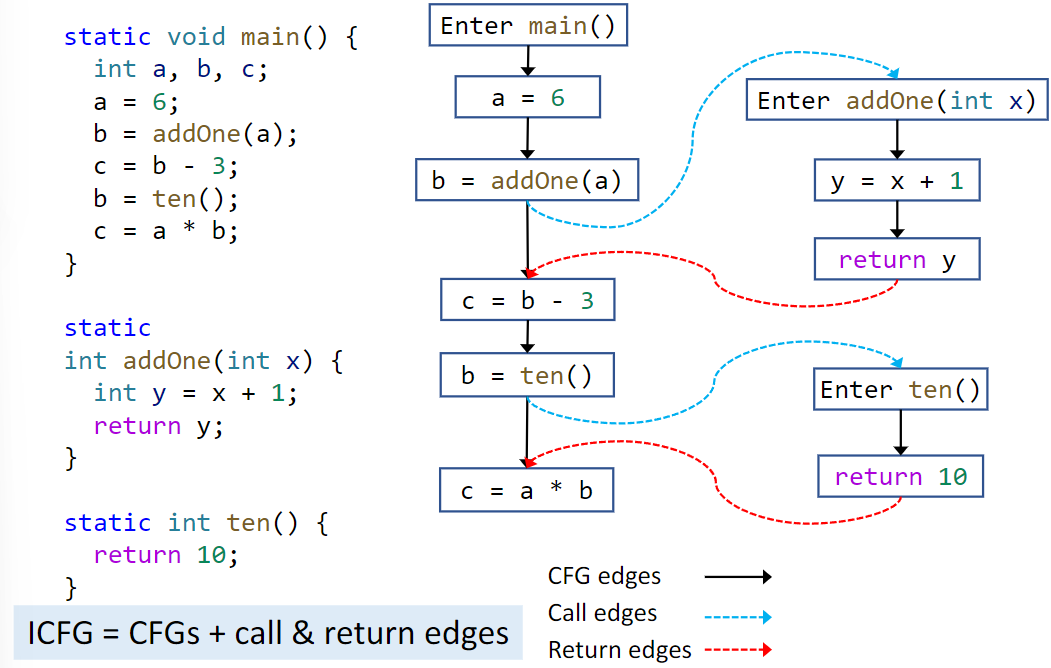 static void main() {
int a, b, c;
a = 6;
b = addOne(a);
c = b - 3;
b = ten();
c = a * b;
}
static
int addOne(int x) {
int y = x + 1;
return y;
}
static int ten() {
return 10;
}
ICFG = CFGs + call & return edges
Enter main()
a = 6
b = addOne(a)
c = b - 3
b = ten()
c = a * b
Enter addOne(int x)
y = x + 1
return y
Enter ten()
return 10
CFG edges
Call edges
Return edges